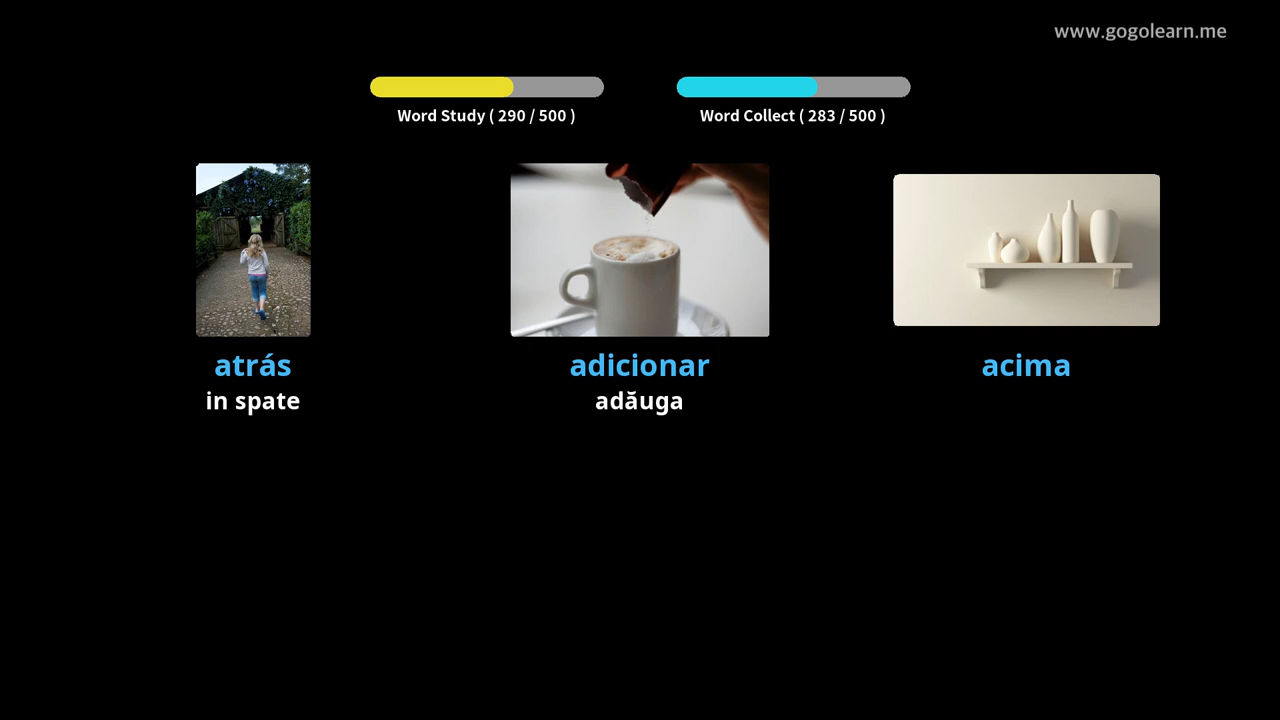 www.gogolearn.me
Word Study ( 290 / 500 )
Word Collect ( 283 / 500 )
atrás
in spate
adicionar
adăuga
acima